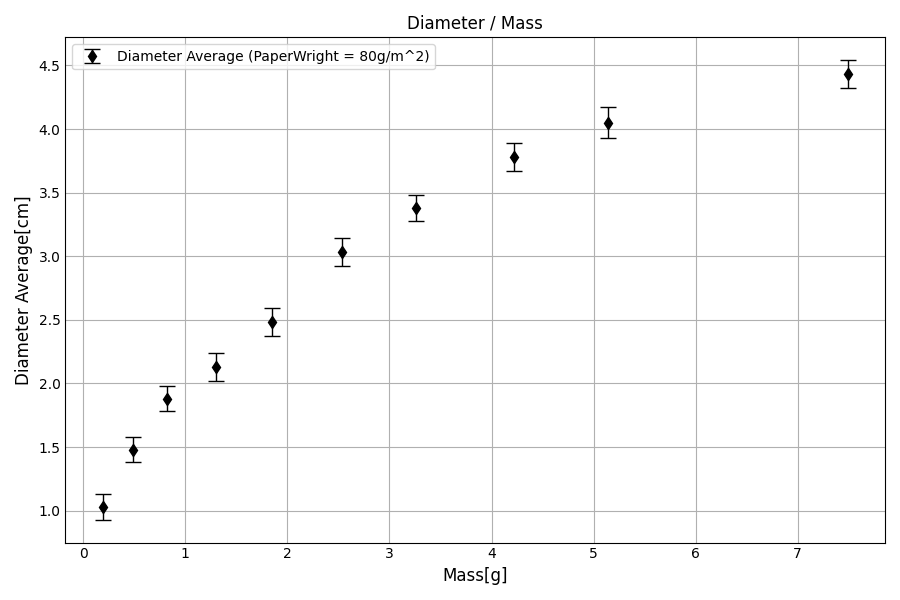 Diameter / Mass
Diameter Average (PaperWright = 80g/m^2)
Diameter Average[cm]
4.5
4.0
3.5
3.0
2.5
2.0
1.5
1.0
0 1 2 3 4 5 6 7
Mass[g]